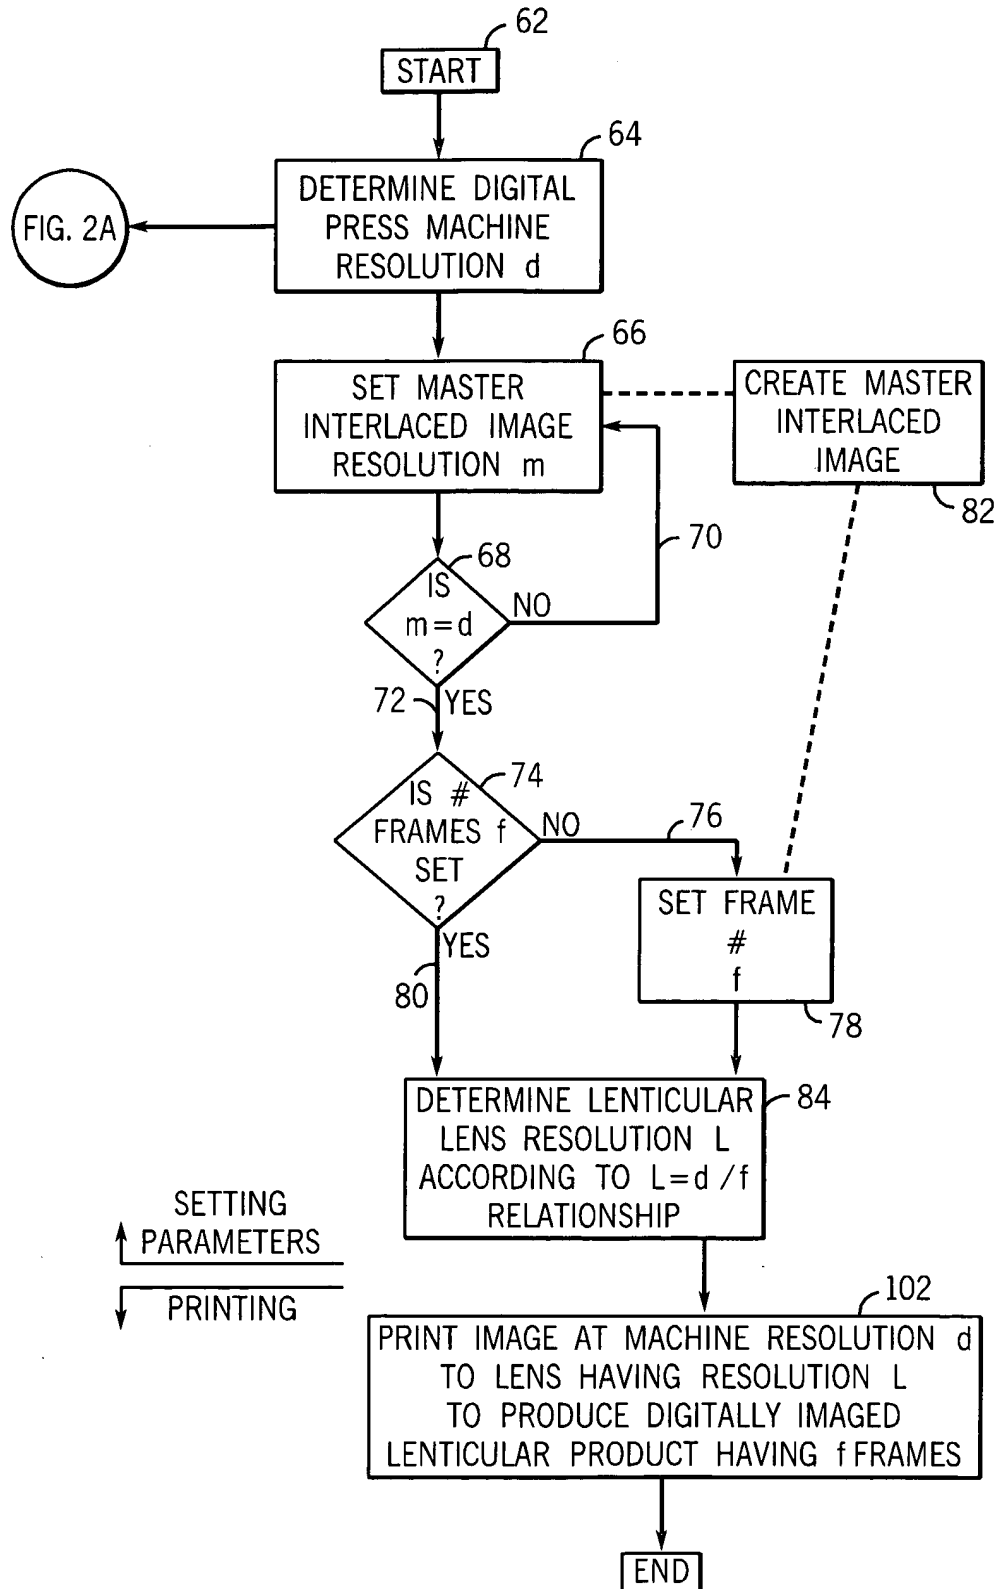 62
START
64
DETERMINE DIGITAL
PRESS MACHINE
RESOLUTION d
FIG. 2A
66
SET MASTER
INTERLACED IMAGE
RESOLUTION m
CREATE MASTER
INTERLACED
IMAGE
82
70
68
IS
m=d
?
NO
72
YES
74
IS #
FRAMES f
SET
?
NO
76
SET FRAME
#
f
78
YES
80
84
DETERMINE LENTICULAR
LENS RESOLUTION L
ACCORDING TO L=d/f
RELATIONSHIP
SETTING
PARAMETERS
PRINTING
102
PRINT IMAGE AT MACHINE RESOLUTION d
TO LENS HAVING RESOLUTION L
TO PRODUCE DIGITALLY IMAGED
LENTICULAR PRODUCT HAVING f FRAMES
END